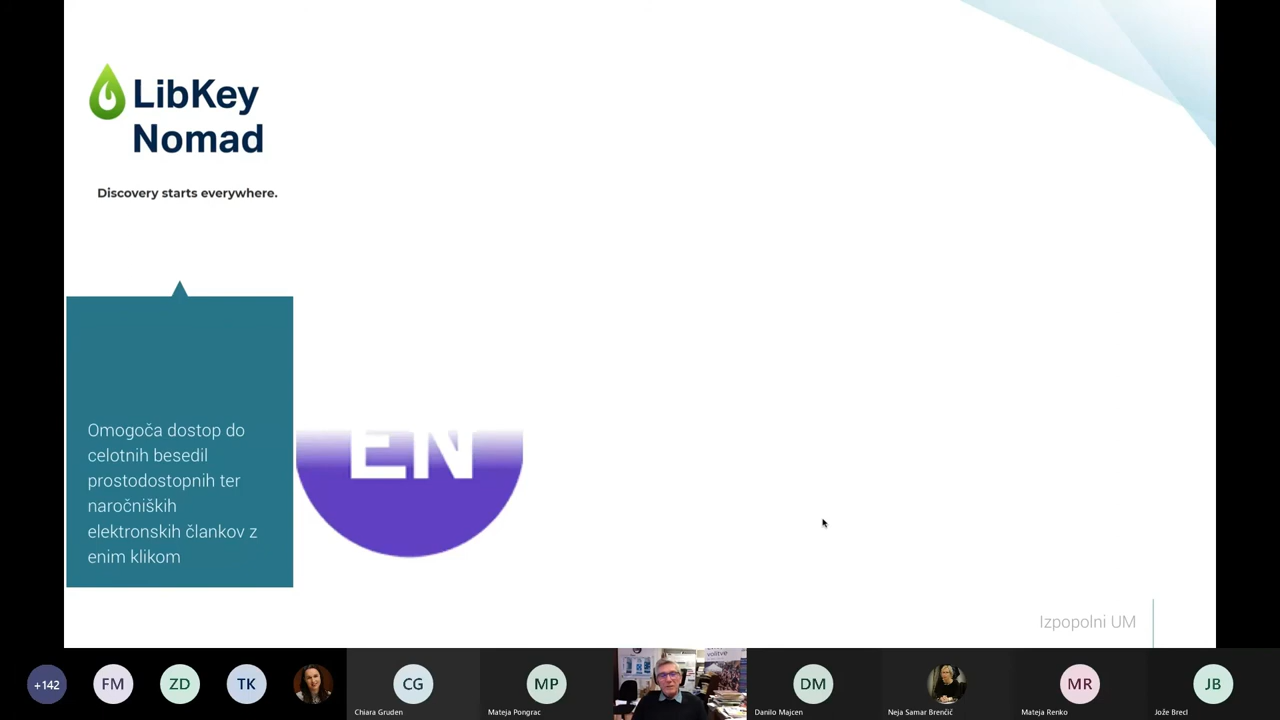 LibKey
Nomad
Discovery starts everywhere.
Omogoča dostop do
celotnih besedil
prostodostopnih ter
naročniških
elektronskih člankov z
enim klikom
EN
Izpopolni UM
volitve
+142
FM
ZD
TK
CG
Chiara Gruden
MP
Mateja Pongrac
DM
Danilo Majcen
Neja Samar Brenčič
MR
Mateja Renko
JB
Jože Brecl